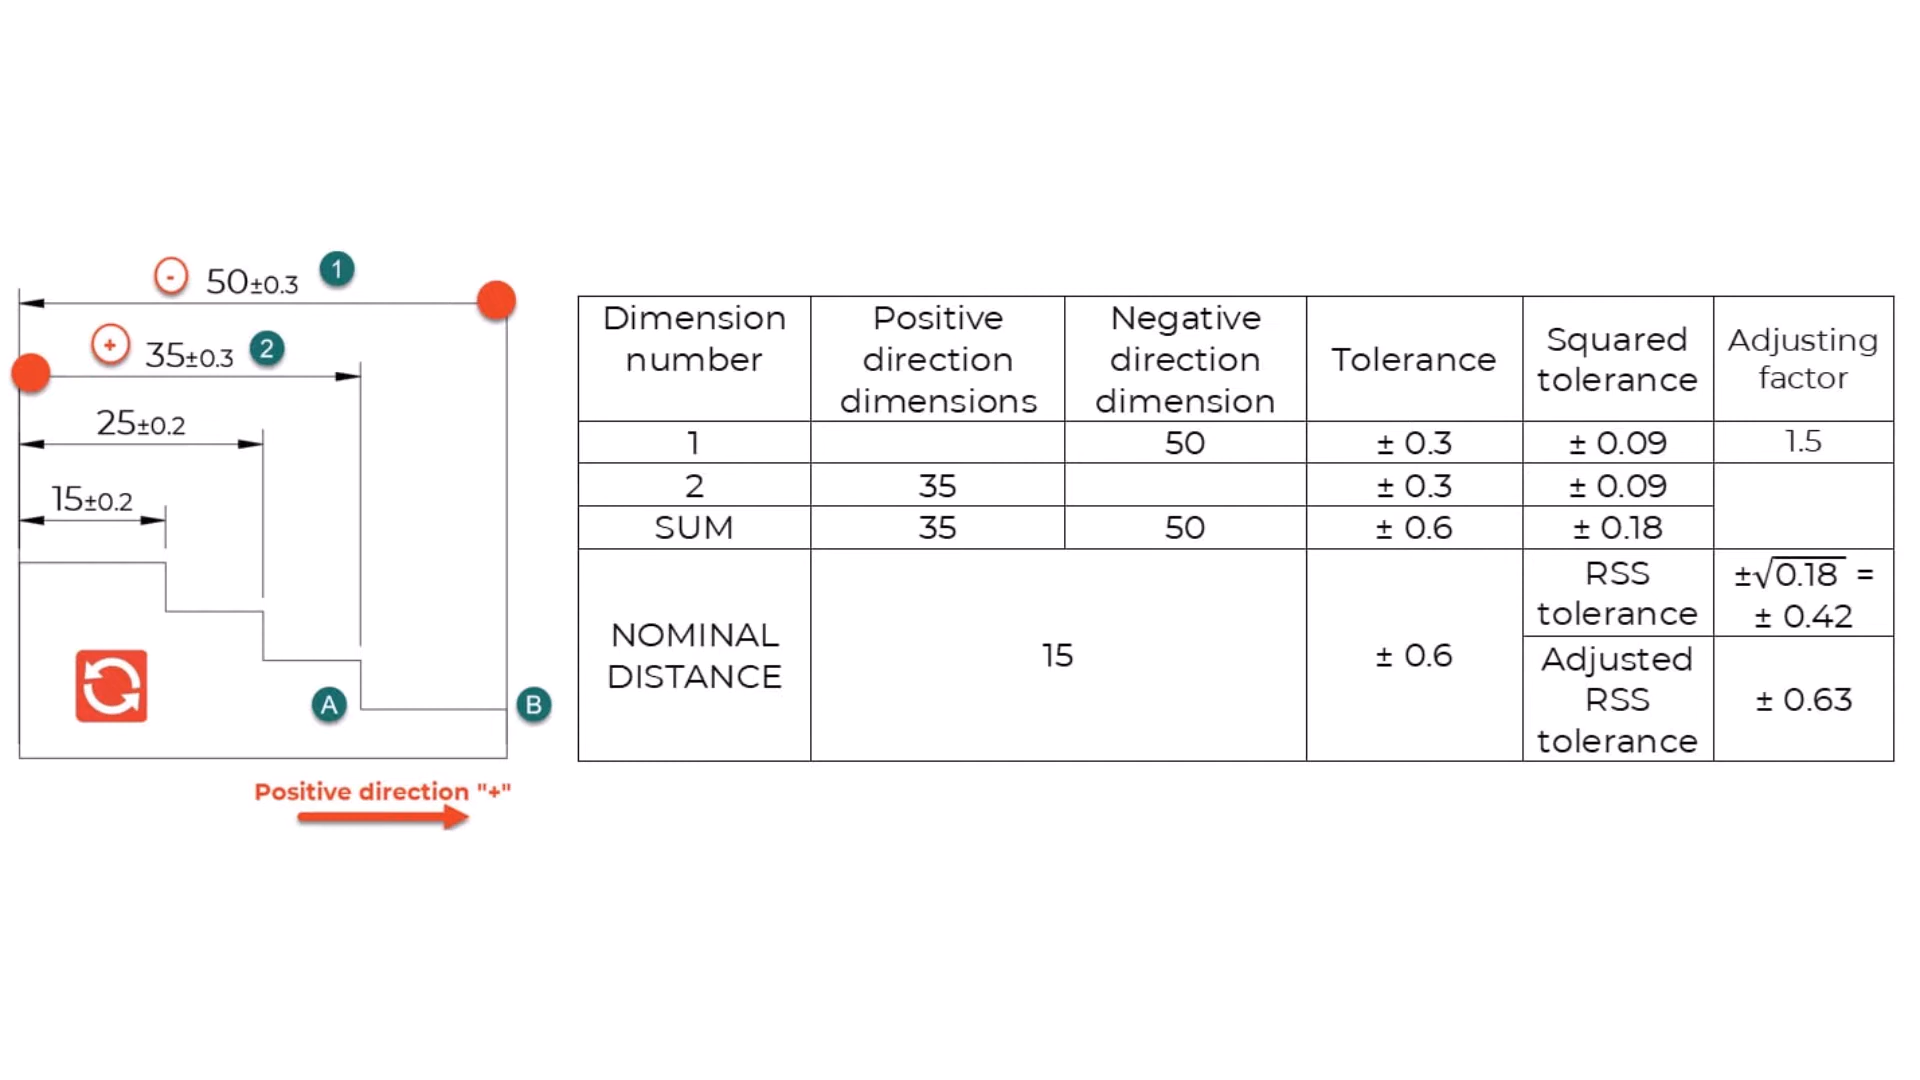 - 50±0.3 1
+ 35±0.3 2
25±0.2
15±0.2
A B
Positive direction "+"
Dimension number Positive direction dimensions Negative direction dimension Tolerance Squared tolerance Adjusting factor
1 50 ± 0.3 ± 0.09 1.5
2 35 ± 0.3 ± 0.09
SUM 35 50 ± 0.6 ± 0.18
NOMINAL DISTANCE 15 ± 0.6
RSS tolerance ±√0.18 = ± 0.42
Adjusted RSS tolerance ± 0.63